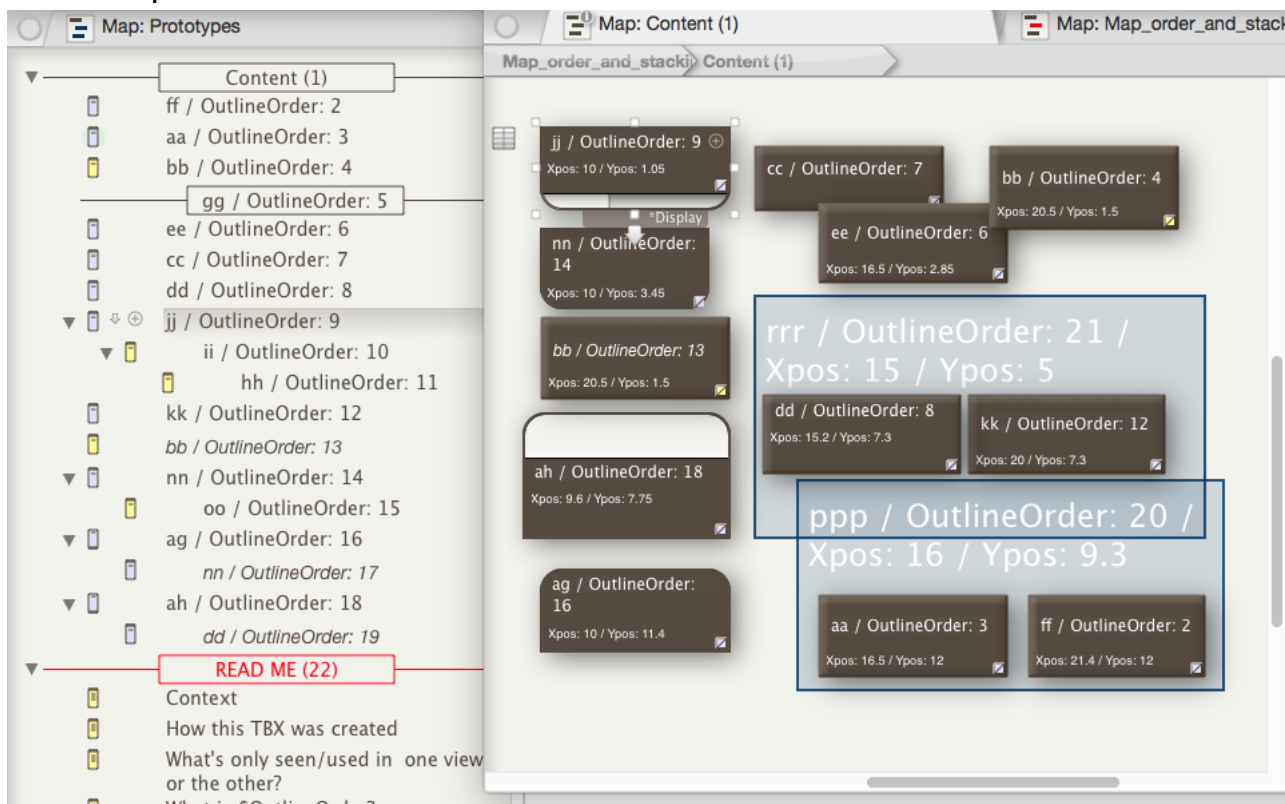 Map: Prototypes
Content (1)
ff / OutlineOrder: 2
aa / OutlineOrder: 3
bb / OutlineOrder: 4
gg / OutlineOrder: 5
ee / OutlineOrder: 6
cc / OutlineOrder: 7
dd / OutlineOrder: 8
jj / OutlineOrder: 9
ii / OutlineOrder: 10
hh / OutlineOrder: 11
kk / OutlineOrder: 12
bb / OutlineOrder: 13
nn / OutlineOrder: 14
oo / OutlineOrder: 15
ag / OutlineOrder: 16
nn / OutlineOrder: 17
ah / OutlineOrder: 18
dd / OutlineOrder: 19
READ ME (22)
Context
How this TBX was created
What's only seen/used in one view
or the other?
Map: Content (1)
Map: Map_order_and_stack
Map_order_and_stacki
Content (1)
jj / OutlineOrder: 9
Xpos: 10 / Ypos: 1.05
*Display
nn / OutlineOrder:
14
Xpos: 10 / Ypos: 3.45
bb / OutlineOrder: 13
Xpos: 20.5 / Ypos: 1.5
ah / OutlineOrder: 18
Xpos: 9.6 / Ypos: 7.75
ag / OutlineOrder:
16
Xpos: 10 / Ypos: 11.4
cc / OutlineOrder: 7
bb / OutlineOrder: 4
Xpos: 20.5 / Ypos: 1.5
ee / OutlineOrder: 6
Xpos: 16.5 / Ypos: 2.85
rrr / OutlineOrder: 21 /
Xpos: 15 / Ypos: 5
dd / OutlineOrder: 8
Xpos: 15.2 / Ypos: 7.3
kk / OutlineOrder: 12
Xpos: 20 / Ypos: 7.3
ppp / OutlineOrder: 20 /
Xpos: 16 / Ypos: 9.3
aa / OutlineOrder: 3
Xpos: 16.5 / Ypos: 12
ff / OutlineOrder: 2
Xpos: 21.4 / Ypos: 12